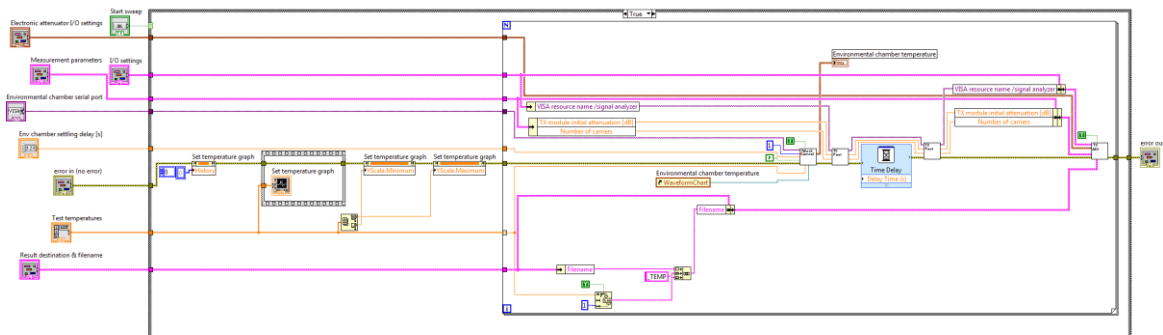 Start sweep
Electronic attenuator I/O settings
True
N
Measurement parameters
I/O settings
Environmental chamber temperature
VISA resource name /signal analyzer
Environmental chamber serial port
VISA
VISA resource name /signal analyzer
TX module initial attenuation [dB]
Number of carriers
TX module initial attenuation [dB]
Number of carriers
Env chamber settling delay [s]
Set temperature graph
Set temperature graph
Set temperature graph
error in (no error)
History
Set temperature graph
YScale.Minimum
YScale.Maximum
1
F
Time Delay
Delay Time (s)
error out
Environmental chamber temperature
WaveformChart
Test temperatures
Filename
Result destination & filename
Filename
TEMP
1
i